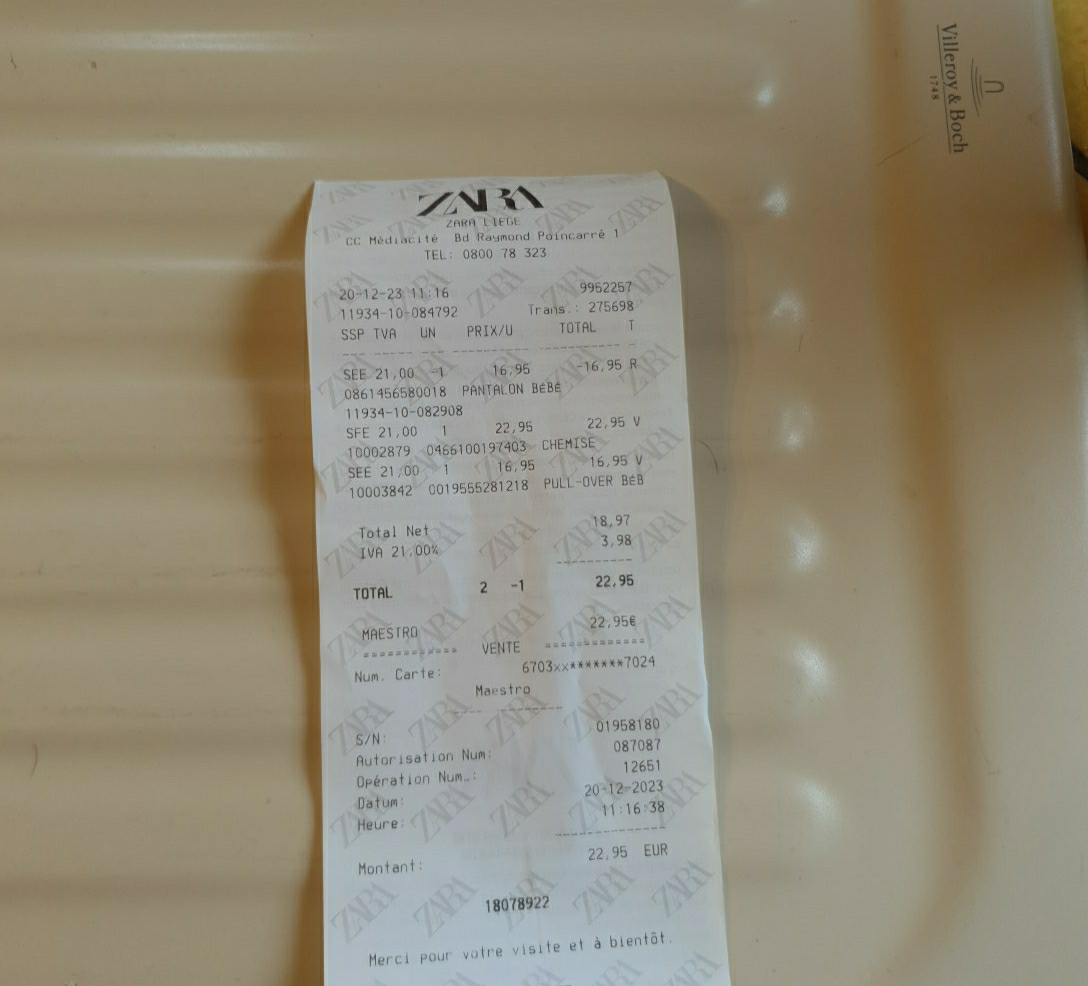 Villeroy & Boch
1748
ZARA
ZARA LIEGE
CC Médiacité Bd Raymond Poincarré 1
TEL: 0800 78 323
20-12-23 11:16 9952257
11934-10-084792 Trans.: 275698
SSP TVA UN PRIX/U TOTAL T
SEE 21,00 -1 16,95 -16,95 R
0861456580018 PANTALON BÉBÉ
11934-10-082908
SFE 21,00 1 22,95 22,95 V
10002879 0466100197403 CHEMISE
SEE 21,00 1 16,95 16,95 V
10003842 0019555281218 PULL-OVER BÉB
Total Net 18,97
IVA 21,00% 3,98
TOTAL 2 -1 22,95
MAESTRO 22,95€
============ VENTE ============
Num. Carte: 6703xx*******7024
Maestro
S/N: 01958180
Autorisation Num: 087087
Opération Num.: 12651
Datum: 20-12-2023
Heure: 11:16:38
Montant: 22,95 EUR
18078922
Merci pour votre visite et à bientôt.